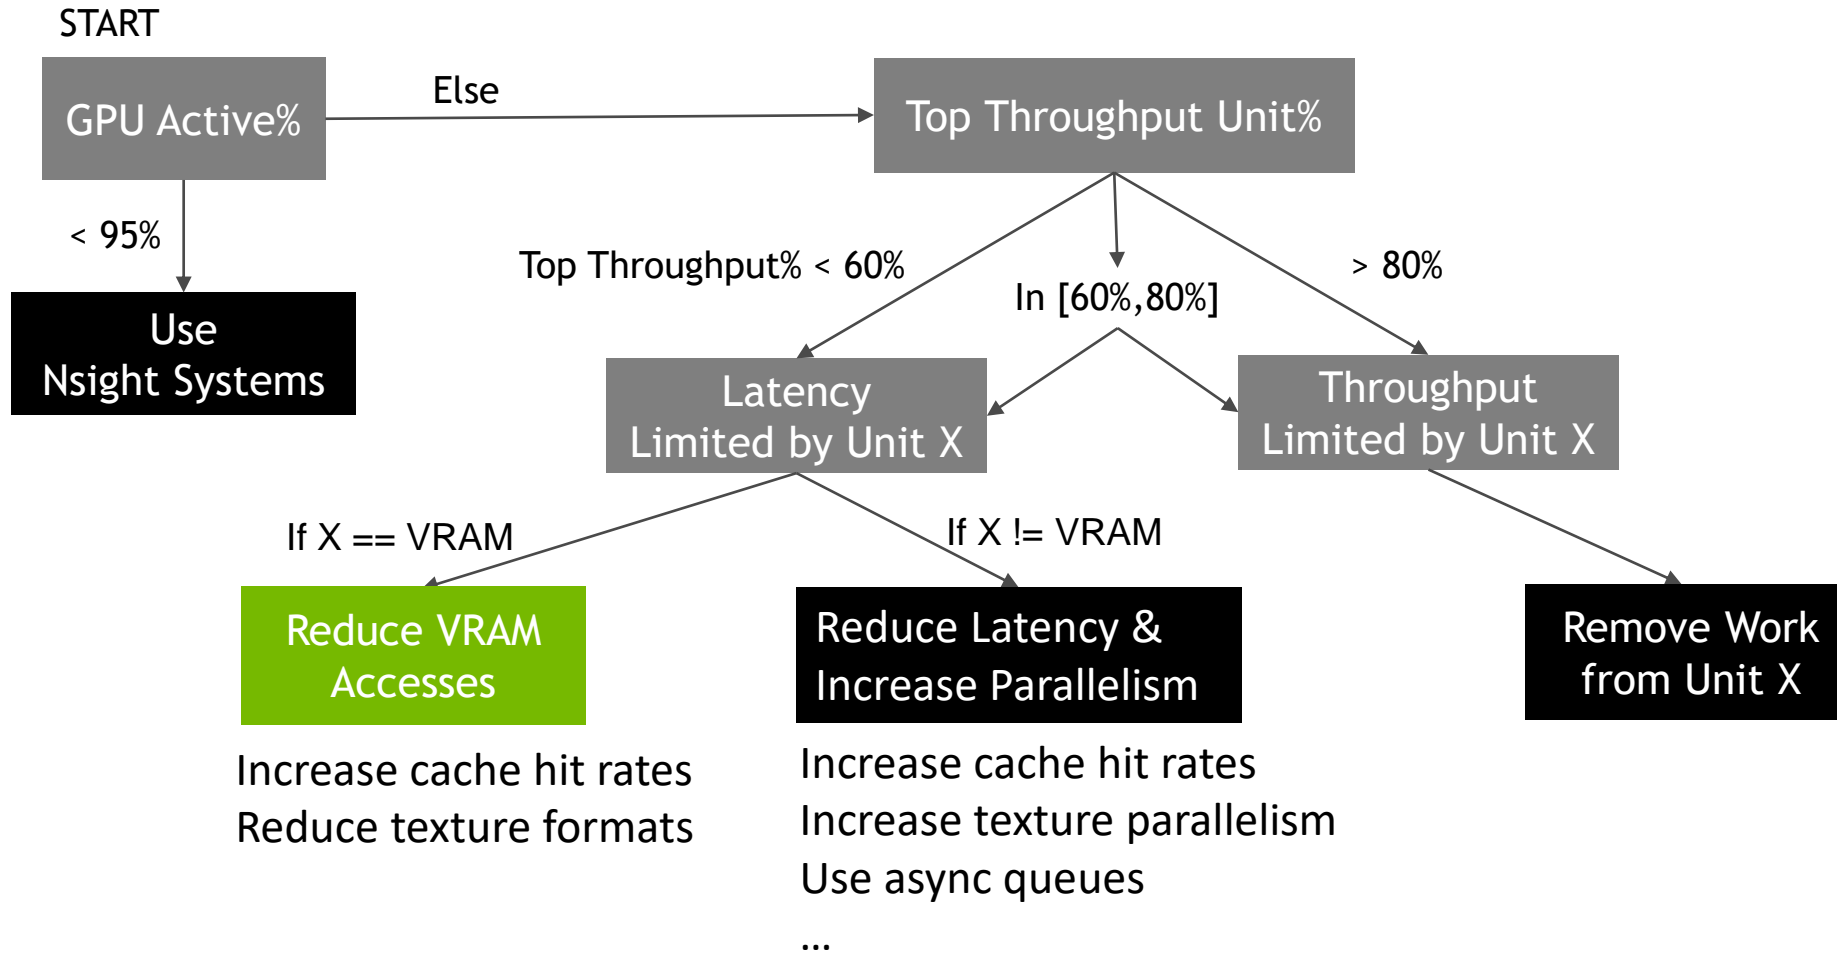 START
GPU Active%
Else
Top Throughput Unit%
< 95%
Top Throughput% < 60%
In [60%,80%]
> 80%
Use
Nsight Systems
Latency
Limited by Unit X
Throughput
Limited by Unit X
If X == VRAM
If X != VRAM
Reduce VRAM
Accesses
Reduce Latency &
Increase Parallelism
Remove Work
from Unit X
Increase cache hit rates
Reduce texture formats
Increase cache hit rates
Increase texture parallelism
Use async queues
...